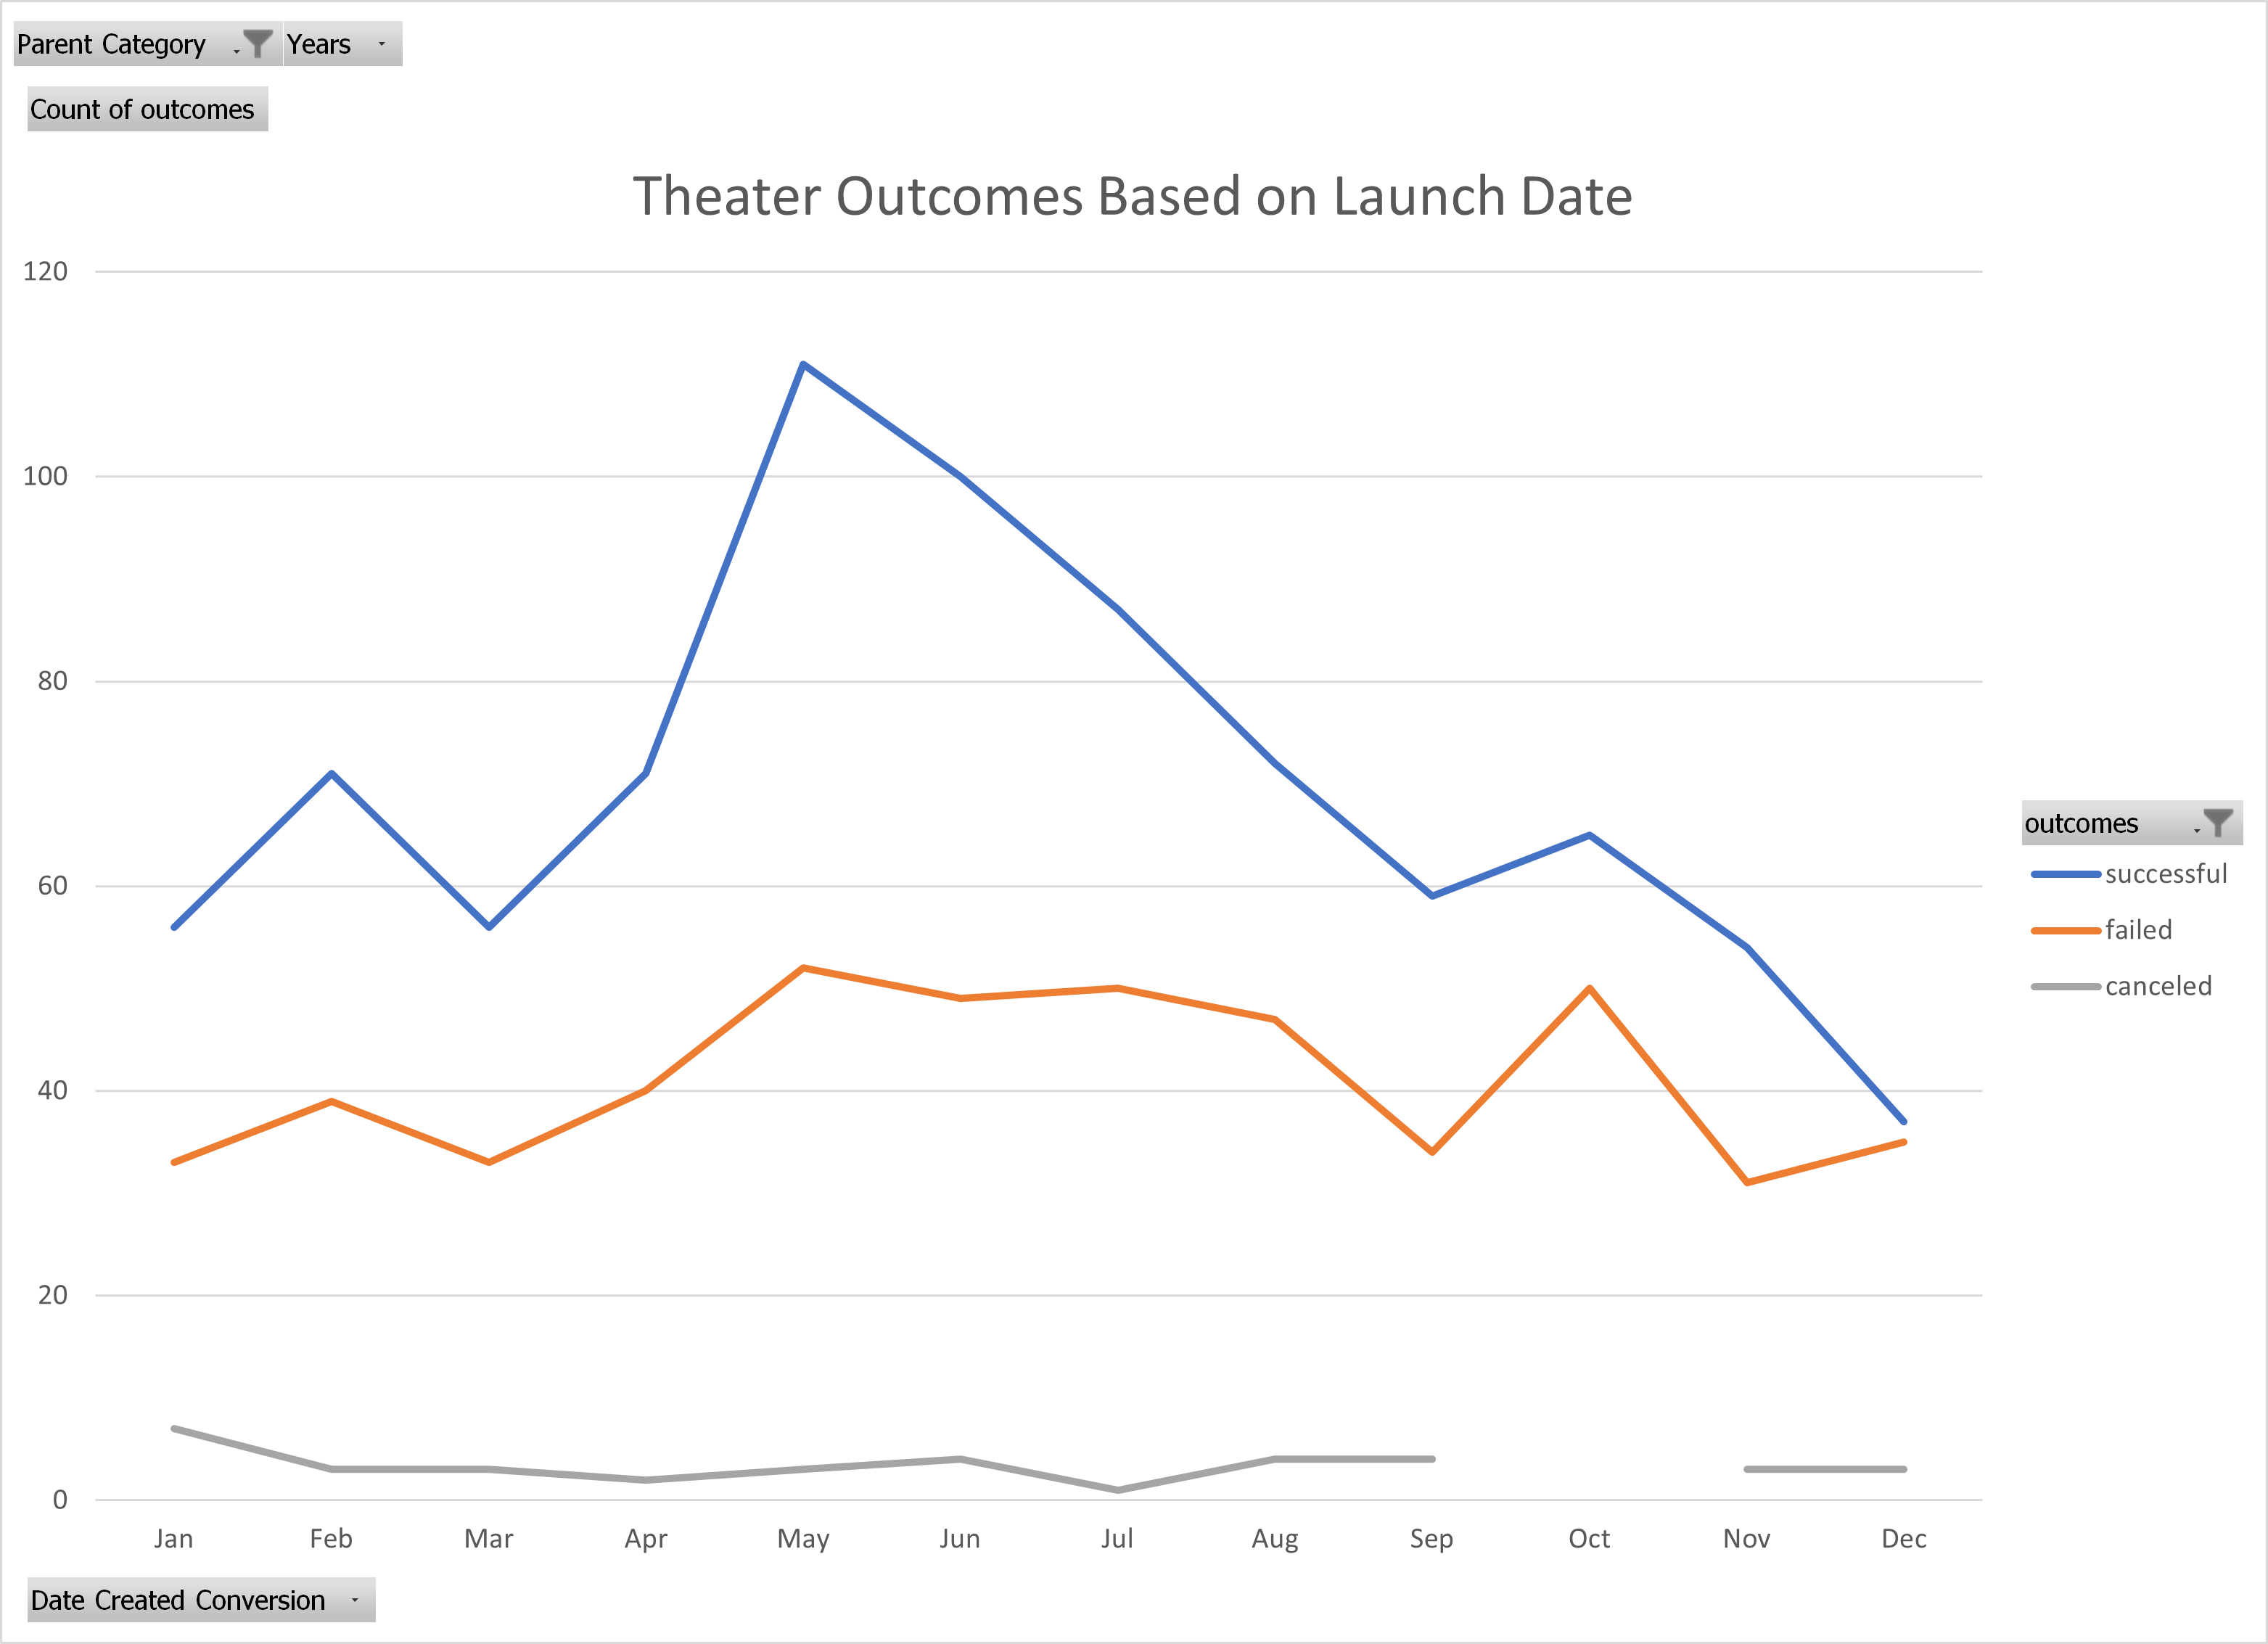 Parent Category Years
Count of outcomes
Theater Outcomes Based on Launch Date
120
100
80
60
40
20
0
Jan Feb Mar Apr May Jun Jul Aug Sep Oct Nov Dec
outcomes
successful
failed
canceled
Date Created Conversion